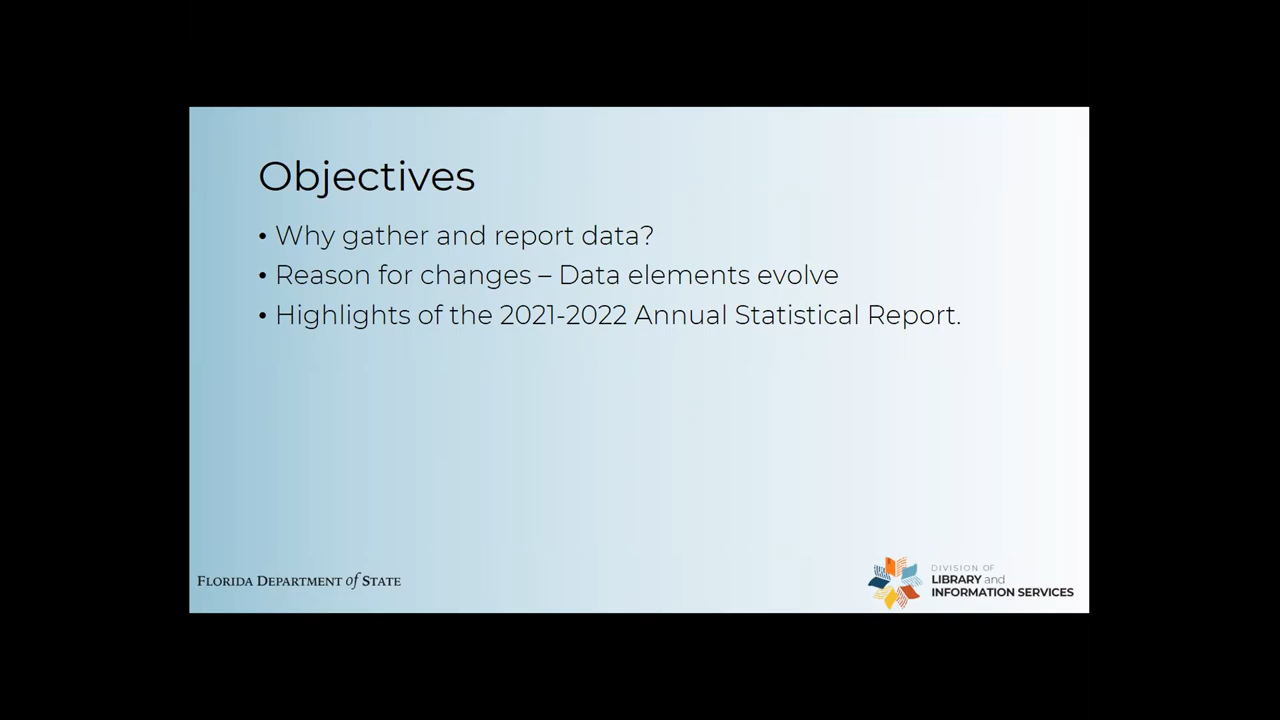 Objectives
• Why gather and report data?
• Reason for changes – Data elements evolve
• Highlights of the 2021-2022 Annual Statistical Report.
FLORIDA DEPARTMENT of STATE
DIVISION OF
LIBRARY and
INFORMATION SERVICES